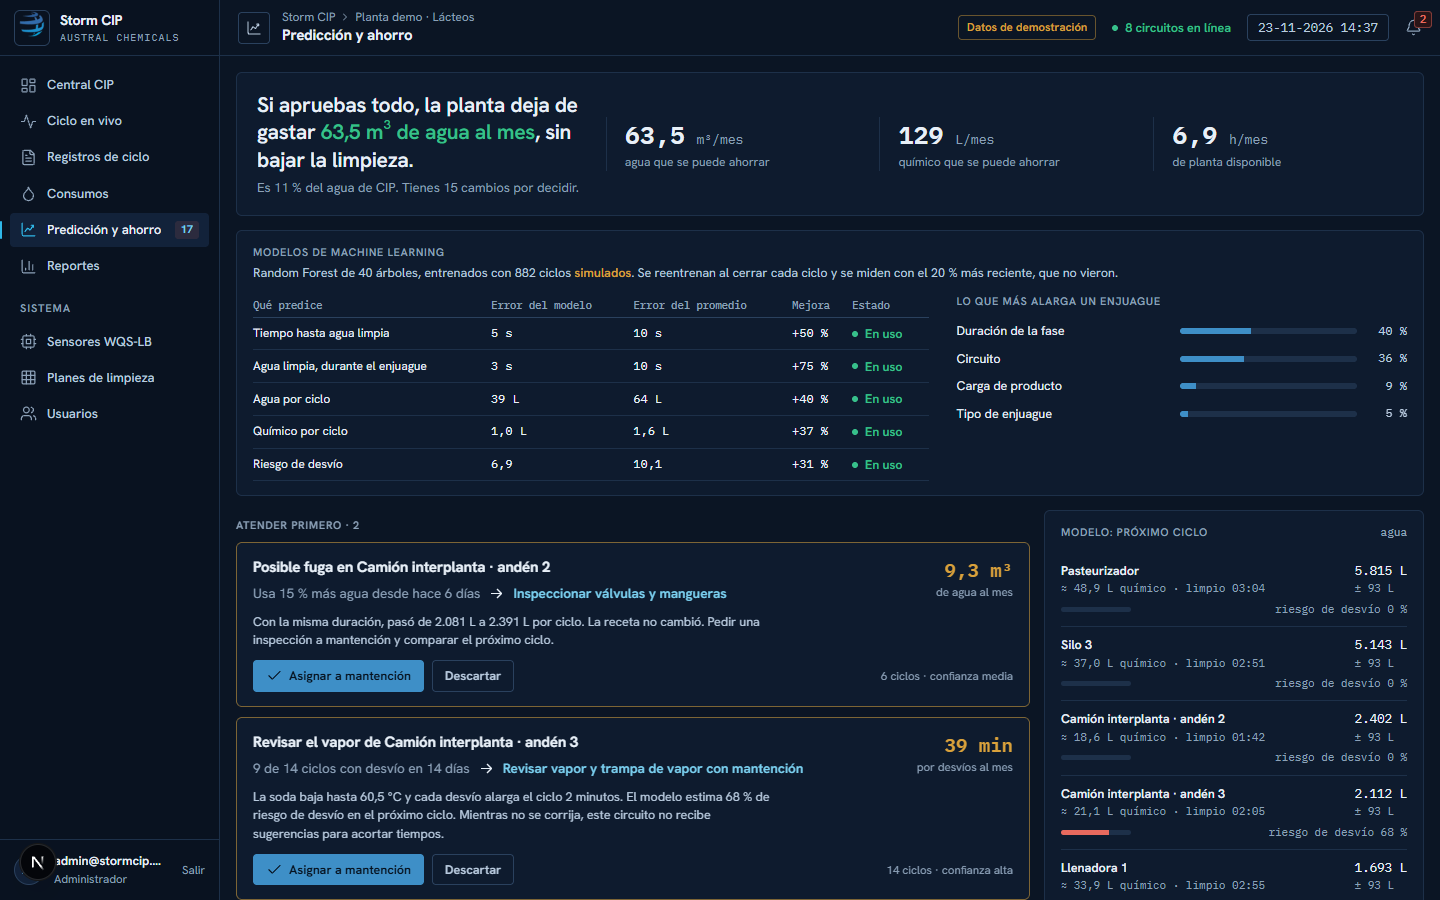 Storm CIP
AUSTRAL CHEMICALS
Central CIP
Ciclo en vivo
Registros de ciclo
Consumos
Predicción y ahorro 17
Reportes
SISTEMA
Sensores WQS-LB
Planes de limpieza
Usuarios
N
admin@stormcip....
Administrador
Salir
Storm CIP > Planta demo · Lácteos
Predicción y ahorro
Datos de demostración
8 circuitos en línea
23-11-2026 14:37
2
Si apruebas todo, la planta deja de
gastar 63,5 m³ de agua al mes, sin
bajar la limpieza.
Es 11 % del agua de CIP. Tienes 15 cambios por decidir.
63,5 m³/mes
agua que se puede ahorrar
129 L/mes
químico que se puede ahorrar
6,9 h/mes
de planta disponible
MODELOS DE MACHINE LEARNING
Random Forest de 40 árboles, entrenados con 882 ciclos simulados. Se reentrenan al cerrar cada ciclo y se miden con el 20 % más reciente, que no vieron.
Qué predice Error del modelo Error del promedio Mejora Estado
Tiempo hasta agua limpia 5 s 10 s +50 % En uso
Agua limpia, durante el enjuague 3 s 10 s +75 % En uso
Agua por ciclo 39 L 64 L +40 % En uso
Químico por ciclo 1,0 L 1,6 L +37 % En uso
Riesgo de desvío 6,9 10,1 +31 % En uso
LO QUE MÁS ALARGA UN ENJUAGUE
Duración de la fase 40 %
Circuito 36 %
Carga de producto 9 %
Tipo de enjuague 5 %
ATENDER PRIMERO · 2
Posible fuga en Camión interplanta · andén 2
Usa 15 % más agua desde hace 6 días → Inspeccionar válvulas y mangueras
Con la misma duración, pasó de 2.081 L a 2.391 L por ciclo. La receta no cambió. Pedir una
inspección a mantención y comparar el próximo ciclo.
9,3 m³
de agua al mes
Asignar a mantención
Descartar
6 ciclos · confianza media
Revisar el vapor de Camión interplanta · andén 3
9 de 14 ciclos con desvío en 14 días → Revisar vapor y trampa de vapor con mantención
La soda baja hasta 60,5 °C y cada desvío alarga el ciclo 2 minutos. El modelo estima 68 % de
riesgo de desvío en el próximo ciclo. Mientras no se corrija, este circuito no recibe
sugerencias para acortar tiempos.
39 min
por desvíos al mes
Asignar a mantención
Descartar
14 ciclos · confianza alta
MODELO: PRÓXIMO CICLO agua
Pasteurizador 5.815 L
≈ 48,9 L químico · limpio 03:04 ± 93 L
riesgo de desvío 0 %
Silo 3 5.143 L
≈ 37,0 L químico · limpio 02:51 ± 93 L
riesgo de desvío 0 %
Camión interplanta · andén 2 2.402 L
≈ 18,6 L químico · limpio 01:42 ± 93 L
riesgo de desvío 0 %
Camión interplanta · andén 3 2.112 L
≈ 21,1 L químico · limpio 02:05 ± 93 L
riesgo de desvío 68 %
Llenadora 1 1.693 L
≈ 33,9 L químico · limpio 02:55 ± 93 L